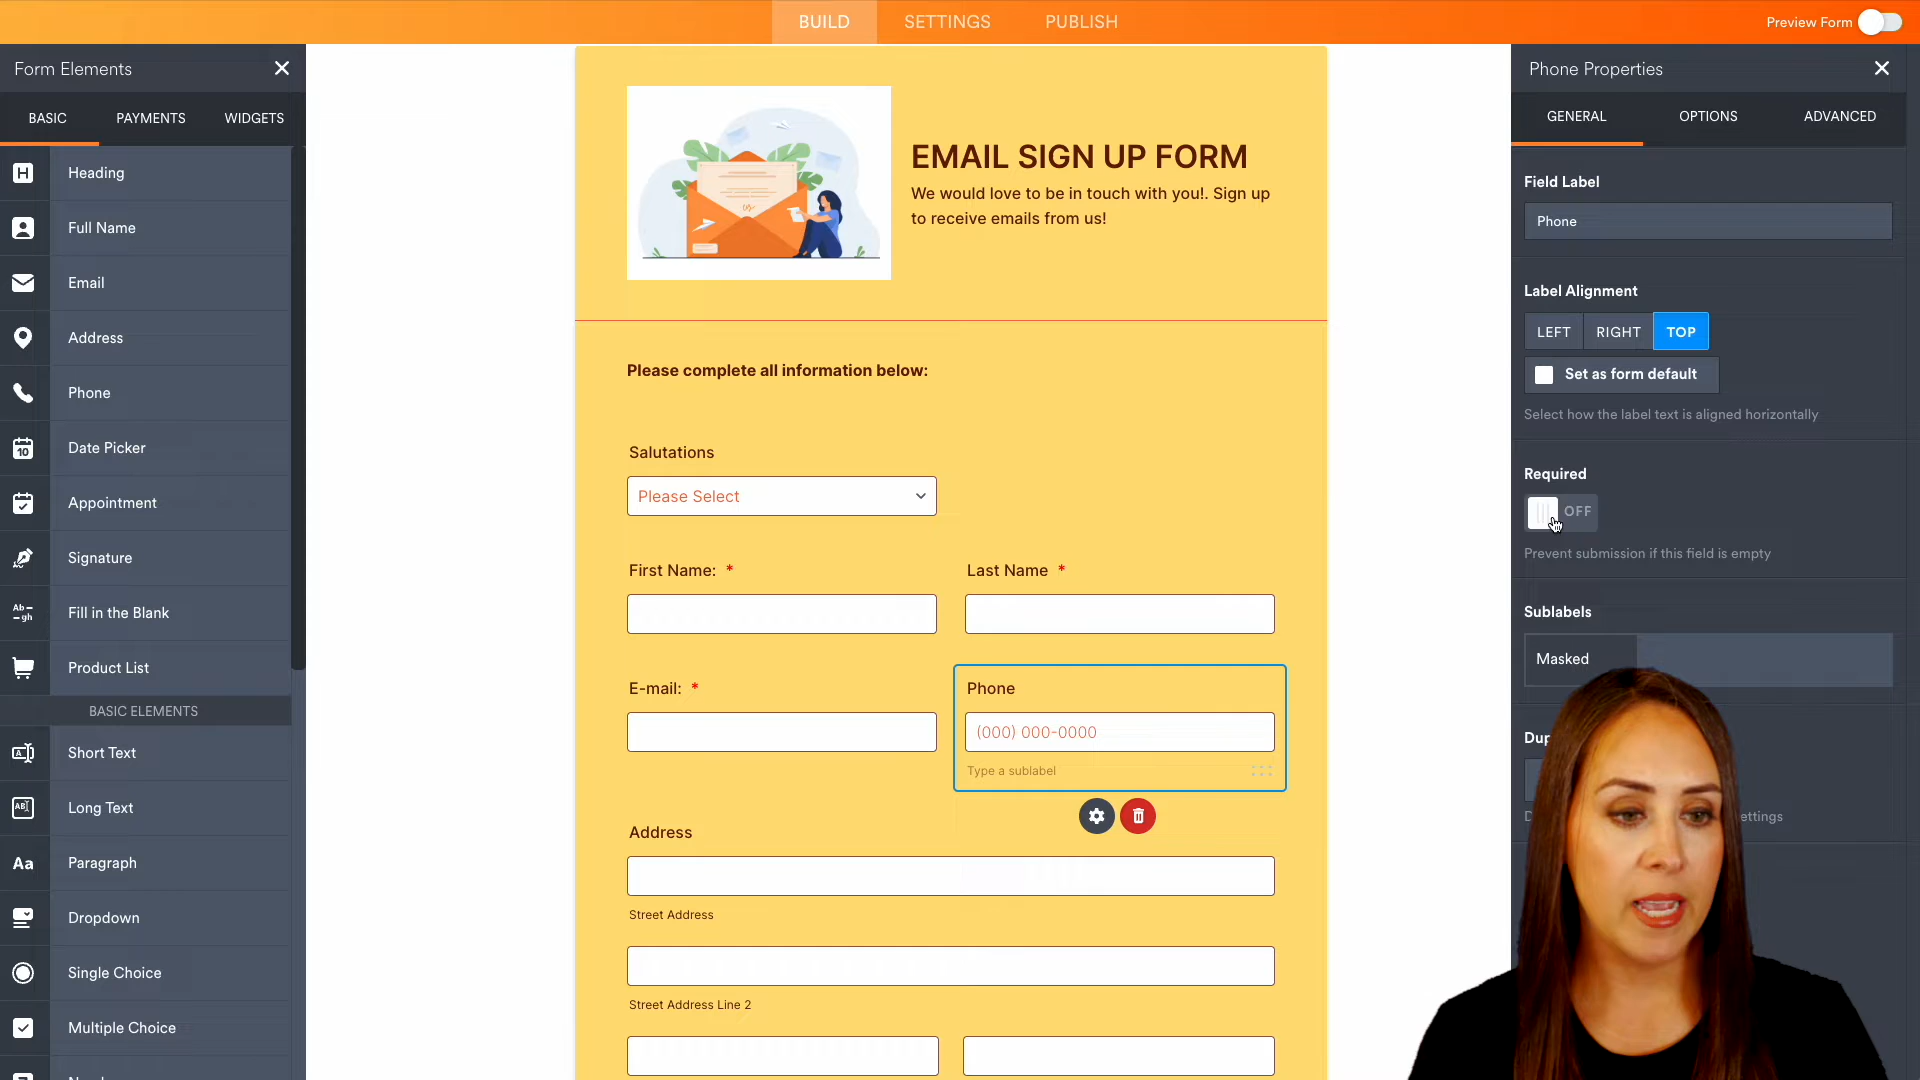 BUILD
SETTINGS
PUBLISH
Preview Form
Form Elements
BASIC
PAYMENTS
WIDGETS
Heading
Full Name
Email
Address
Phone
10
Date Picker
Appointment
Signature
Ab
gh
Fill in the Blank
Product List
BASIC ELEMENTS
Short Text
Long Text
Aa
Paragraph
Dropdown
Single Choice
Multiple Choice
EMAIL SIGN UP FORM
We would love to be in touch with you!. Sign up
to receive emails from us!
Please complete all information below:
Salutations
Please Select
First Name: *
Last Name *
E-mail: *
Phone
(000) 000-0000
Type a sublabel
Address
Street Address
Street Address Line 2
Phone Properties
GENERAL
OPTIONS
ADVANCED
Field Label
Phone
Label Alignment
LEFT
RIGHT
TOP
Set as form default
Select how the label text is aligned horizontally
Required
OFF
Prevent submission if this field is empty
Sublabels
Masked
Dup
ettings